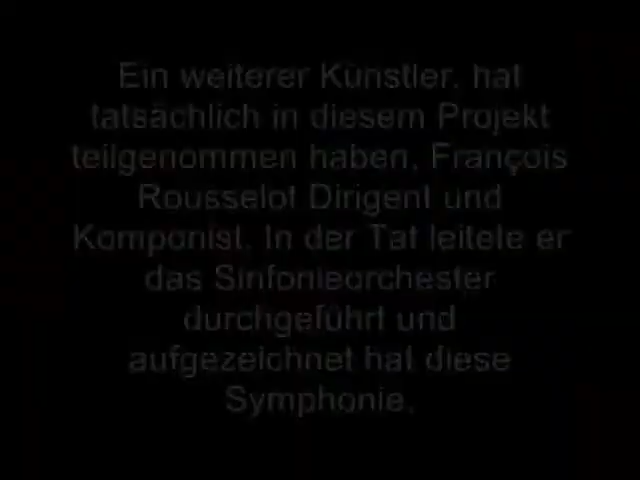 Ein weiterer Künstler, hat
tatsächlich in diesem Projekt
teilgenommen haben, François
Rousselot Dirigent und
Komponist. In der Tat leitete er
das Sinfonieorchester
durchgeführt und
aufgezeichnet hat diese
Symphonie.